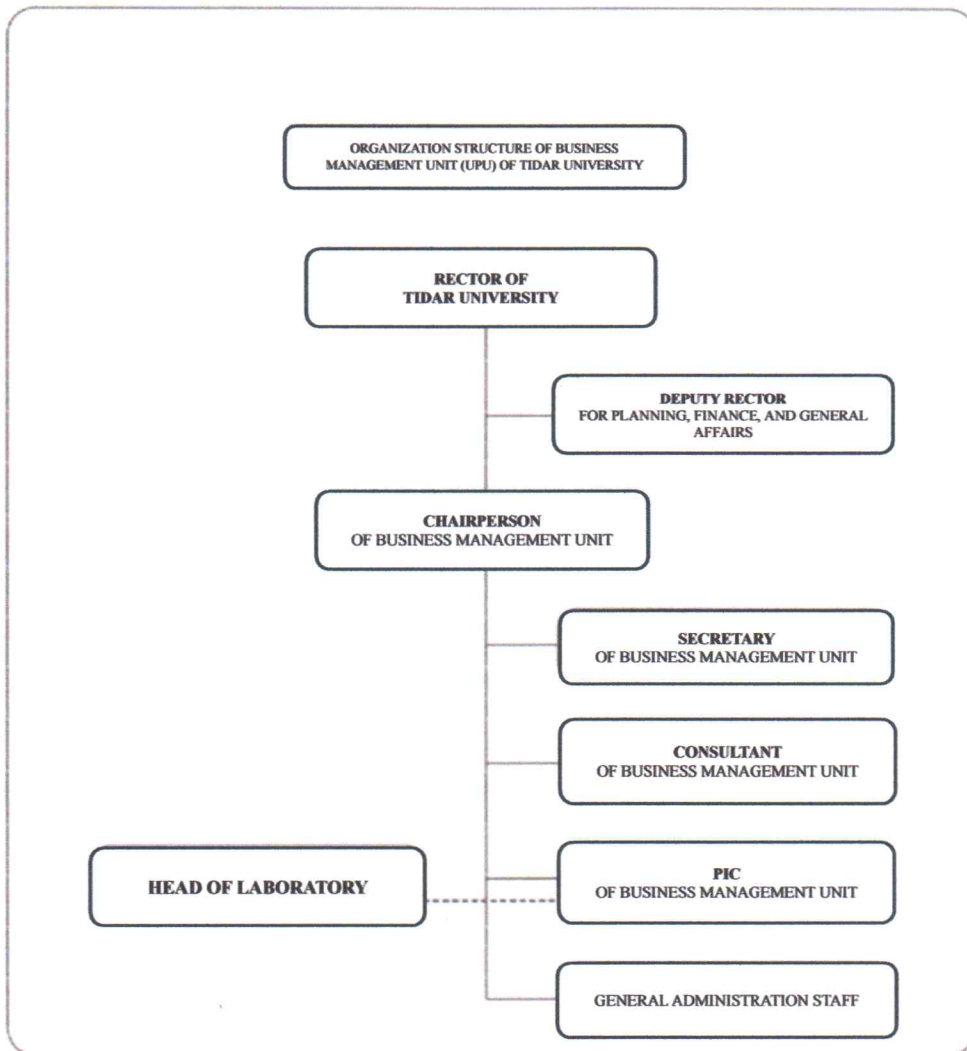 ORGANIZATION STRUCTURE OF BUSINESS
MANAGEMENT UNIT (UPU) OF TIDAR UNIVERSITY
RECTOR OF
TIDAR UNIVERSITY
DEPUTY RECTOR
FOR PLANNING, FINANCE, AND GENERAL
AFFAIRS
CHAIRPERSON
OF BUSINESS MANAGEMENT UNIT
SECRETARY
OF BUSINESS MANAGEMENT UNIT
CONSULTANT
OF BUSINESS MANAGEMENT UNIT
HEAD OF LABORATORY
PIC
OF BUSINESS MANAGEMENT UNIT
GENERAL ADMINISTRATION STAFF